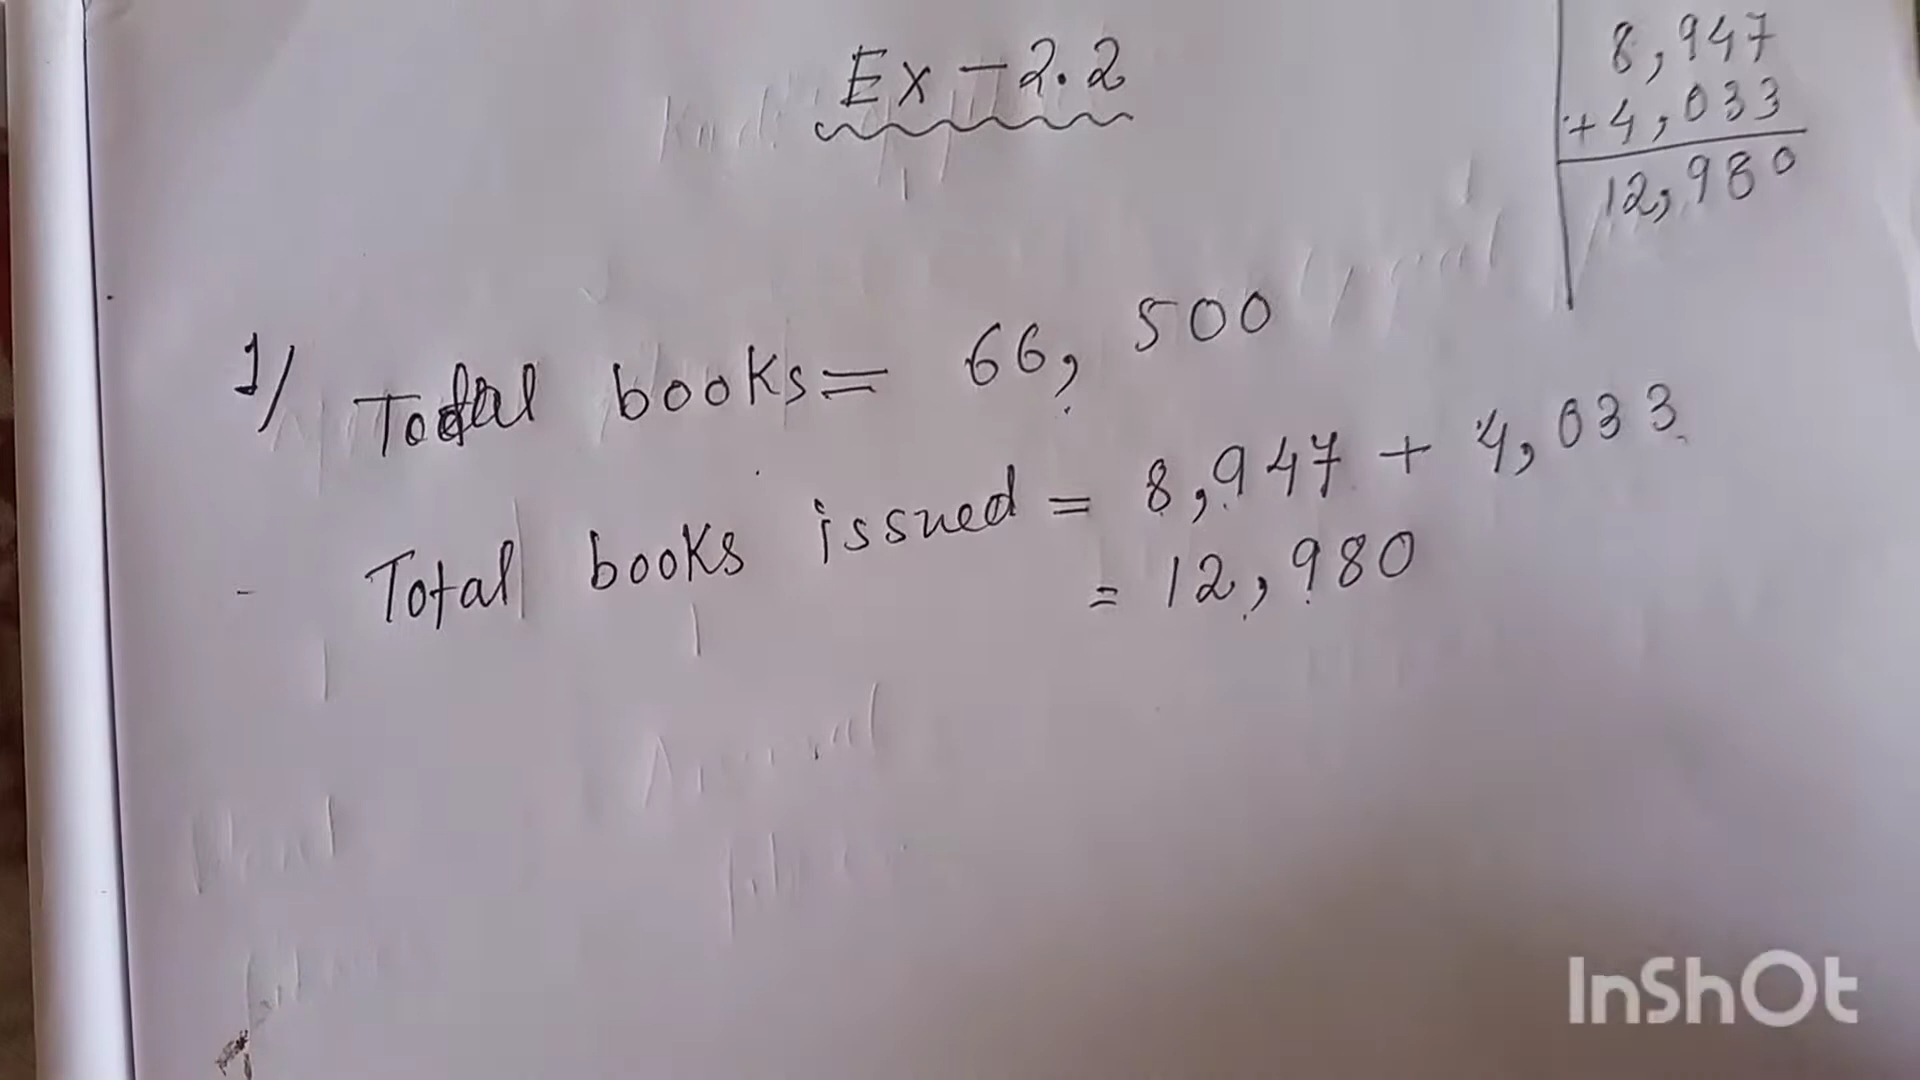 Ex - 2.2
8,947
+ 4,033
12,980
1/ Total books = 66,500
Total books issued = 8,947 + 4,033
= 12,980
InShOt